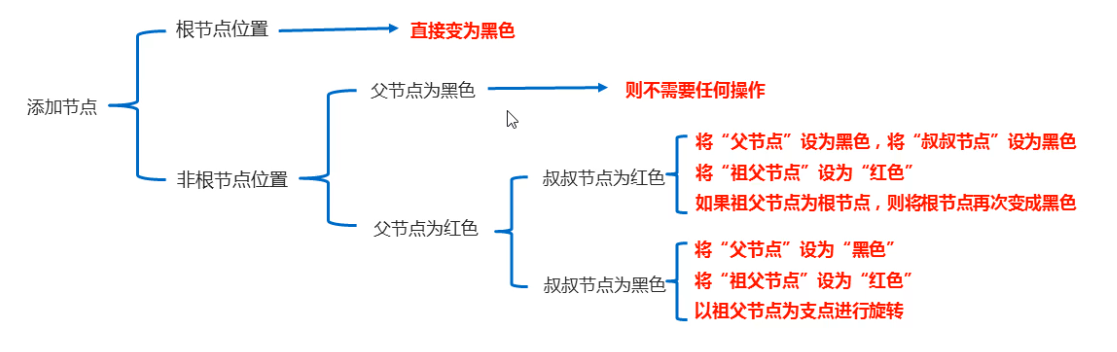 根节点位置
直接变为黑色
添加节点
父节点为黑色
则不需要任何操作
非根节点位置
叔叔节点为红色
将“父节点”设为黑色，将“叔叔节点”设为黑色
将“祖父节点”设为“红色”
如果祖父节点为根节点，则将根节点再次变成黑色
父节点为红色
叔叔节点为黑色
将“父节点”设为“黑色”
将“祖父节点”设为“红色”
以祖父节点为支点进行旋转